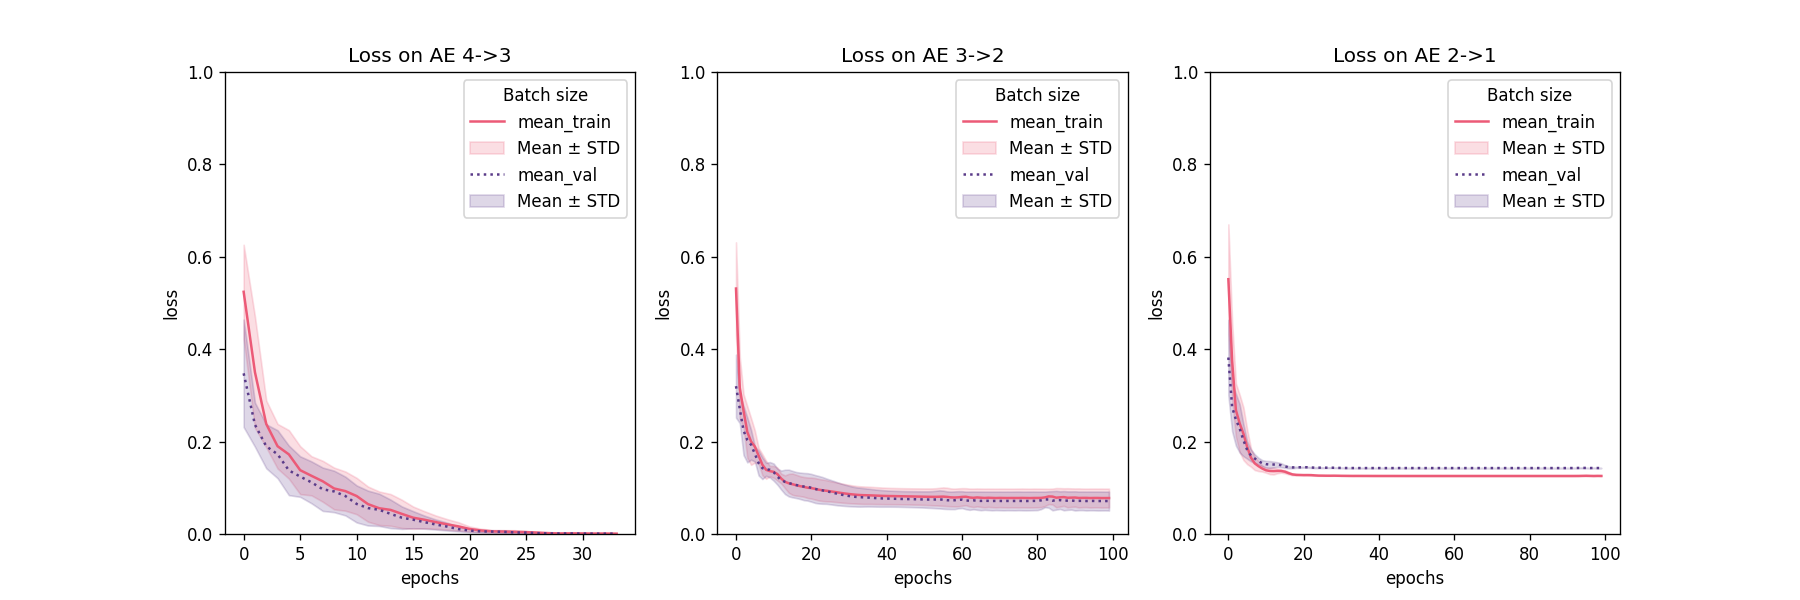 Loss on AE 4->3
1.0
0.8
0.6
0.4
0.2
0.0
loss
0 5 10 15 20 25 30
epochs
Batch size
mean_train
Mean ± STD
mean_val
Mean ± STD
Loss on AE 3->2
1.0
0.8
0.6
0.4
0.2
0.0
loss
0 20 40 60 80 100
epochs
Batch size
mean_train
Mean ± STD
mean_val
Mean ± STD
Loss on AE 2->1
1.0
0.8
0.6
0.4
0.2
0.0
loss
0 20 40 60 80 100
epochs
Batch size
mean_train
Mean ± STD
mean_val
Mean ± STD